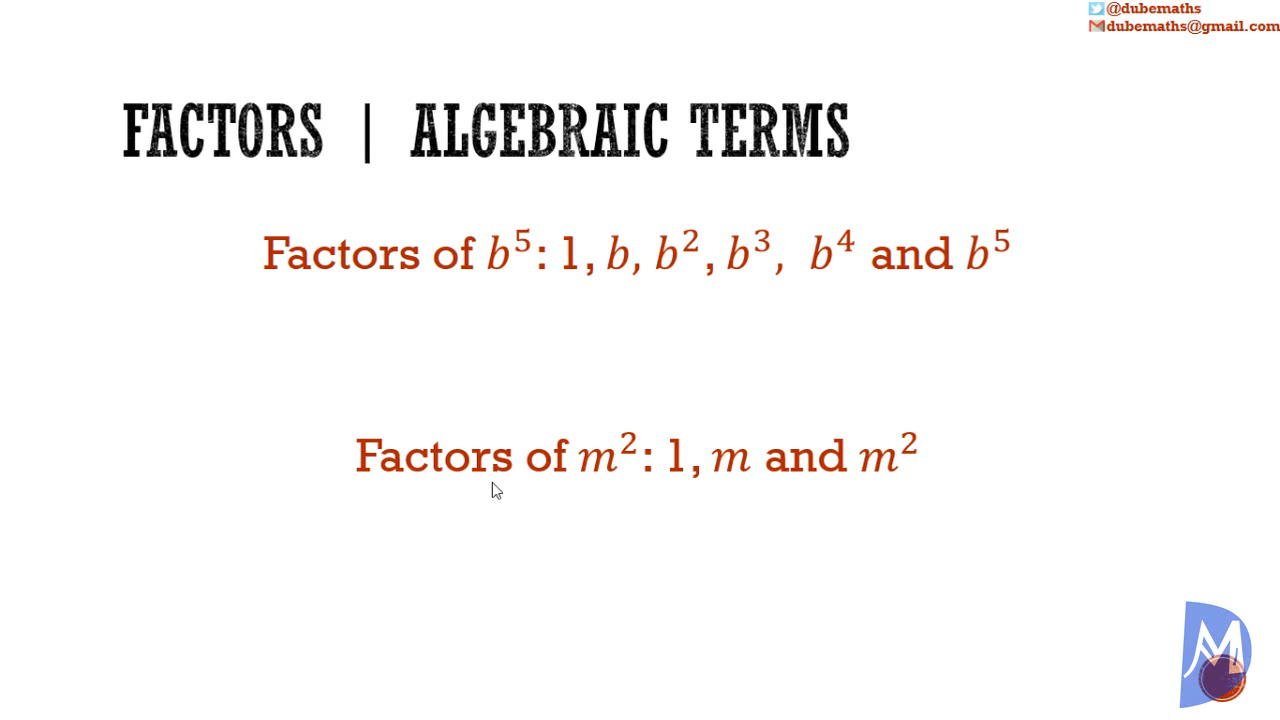 @dubemaths
dubemaths@gmail.com
FACTORS | ALGEBRAIC TERMS
Factors of b⁵: 1, b, b², b³, b⁴ and b⁵
Factors of m²: 1, m and m²
M